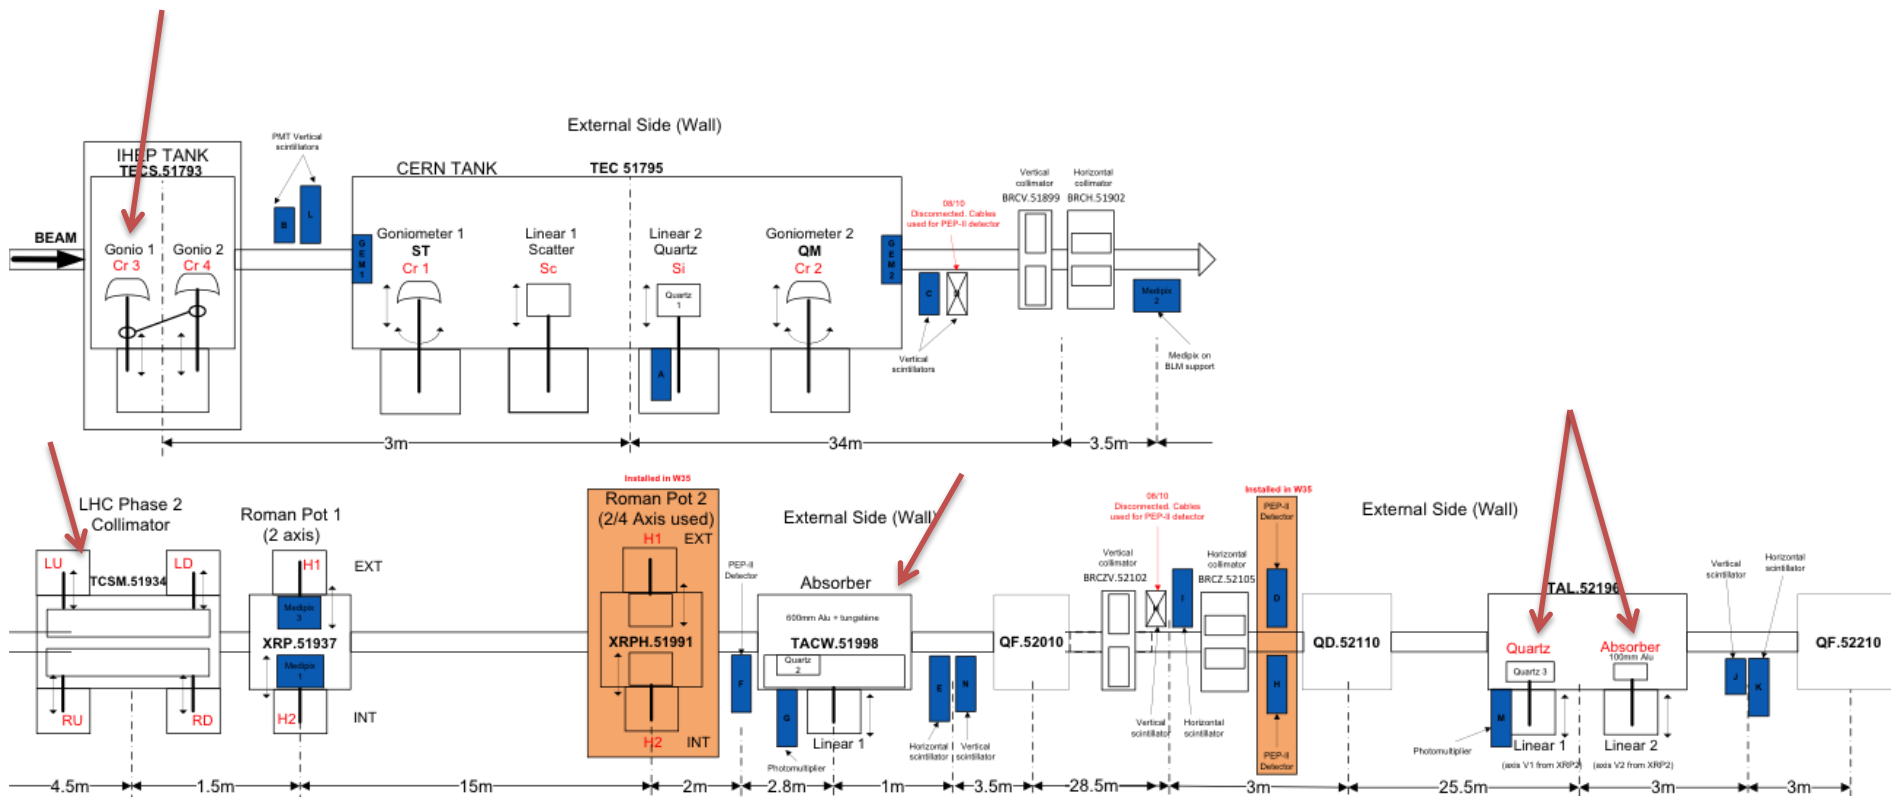 External Side (Wall)
PMT Vertical
scintillators
IHEP TANK
TECS.51793
CERN TANK
TEC 51795
BEAM
Gonio 1
Cr 3
Gonio 2
Cr 4
B
L
GEM1
Goniometer 1
ST
Cr 1
Linear 1
Scatter
Sc
Linear 2
Quartz
Si
Quartz
1
A
Goniometer 2
QM
Cr 2
GEM2
08/10
Disconnected. Cables
used for PEP-II detector
C
Vertical
scintillators
Vertical
collimator
BRCV.51899
Horizontal
collimator
BRCH.51902
Medipix
2
Medipix on
BLM support
3m
34m
3.5m
LHC Phase 2
Collimator
LU
LD
TCSM.51934
RU
RD
Roman Pot 1
(2 axis)
H1
EXT
Medipix
3
XRP.51937
Medipix
1
H2
INT
Installed in W35
Roman Pot 2
(2/4 Axis used)
H1
EXT
XRPH.51991
H2
INT
PEP-II
Detector
F
External Side (Wall)
Absorber
600mm Alu + tungstène
TACW.51998
Quartz
2
G
Linear 1
Photomultiplier
E
N
Horizontal
scintillator
Vertical
scintillator
QF.52010
08/10
Disconnected. Cables
used for PEP-II detector
Vertical
collimator
BRCZV.52102
I
Horizontal
collimator
BRCZ.52105
Vertical
scintillator
Horizontal
scintillator
Installed in W35
PEP-II
Detector
D
H
PEP-II
Detector
QD.52110
External Side (Wall)
TAL.52196
Quartz
Quartz 3
Absorber
100mm Alu
M
Photomultiplier
Linear 1
(axis V1 from XRP2)
Linear 2
(axis V2 from XRP2)
Vertical
scintillator
Horizontal
scintillator
J
K
QF.52210
4.5m
1.5m
15m
2m
2.8m
1m
3.5m
28.5m
3m
25.5m
3m
3m